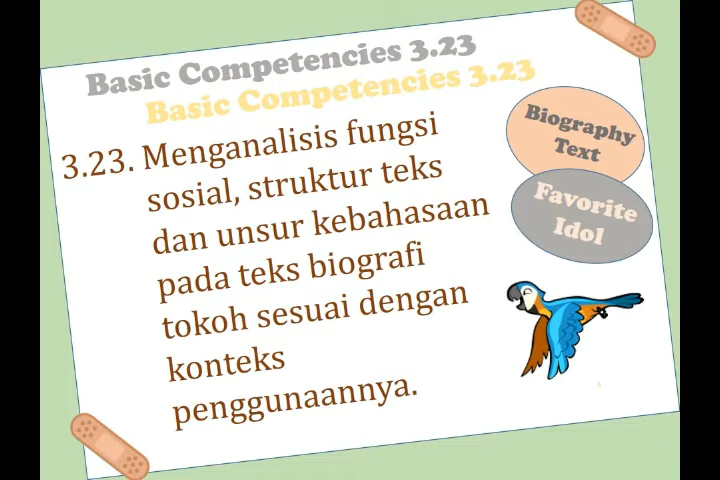 Basic Competencies 3.23
Basic Competencies 3.23
3.23. Menganalisis fungsi
sosial, struktur teks
dan unsur kebahasaan
pada teks biografi
tokoh sesuai dengan
konteks
penggunaannya.
Biography
Text
Favorite
Idol